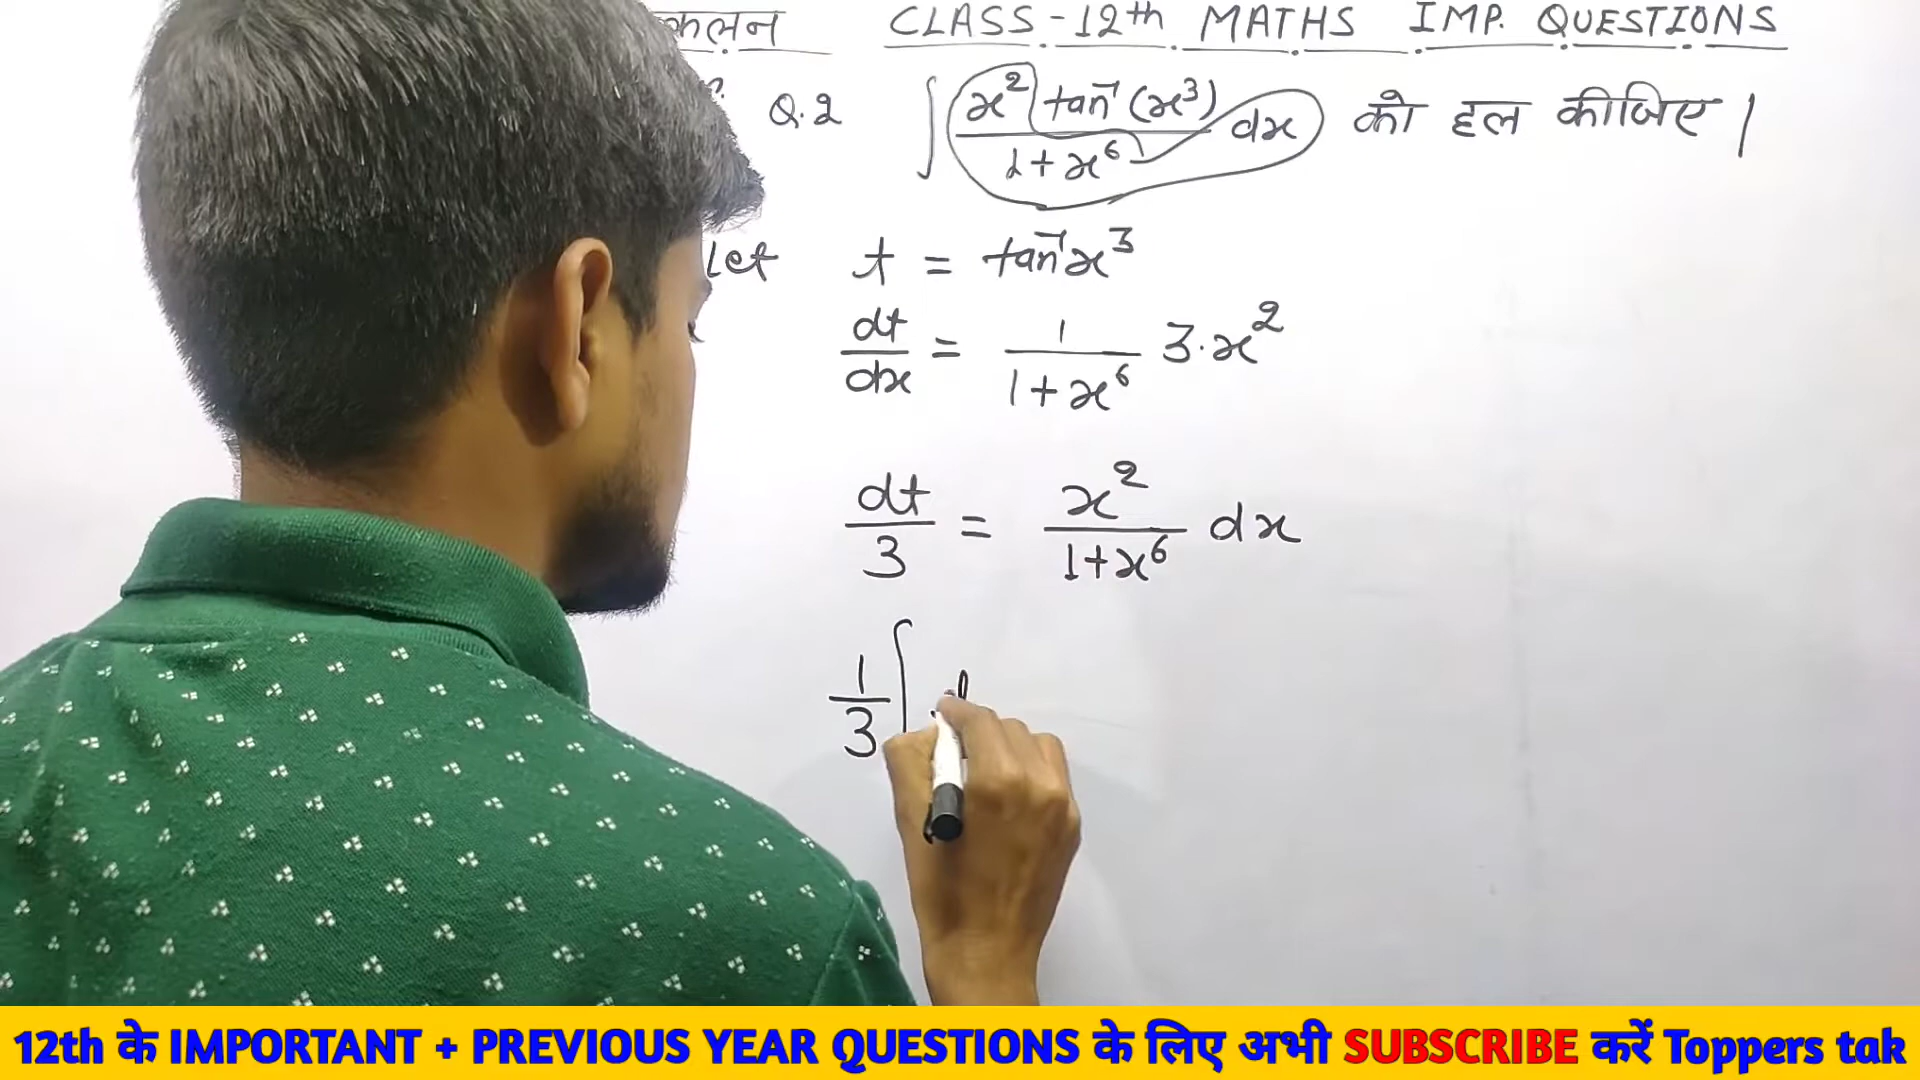 कलन CLASS-12th MATHS IMP. QUESTIONS
Q.2 ∫ x² tan⁻¹(x³) / 1+x⁶ dx को हल कीजिए |
Let t = tan⁻¹x³
dt/dx = 1/1+x⁶ 3·x²
dt/3 = x²/1+x⁶ dx
1/3 ∫
12th के IMPORTANT + PREVIOUS YEAR QUESTIONS के लिए अभी SUBSCRIBE करें Toppers tak